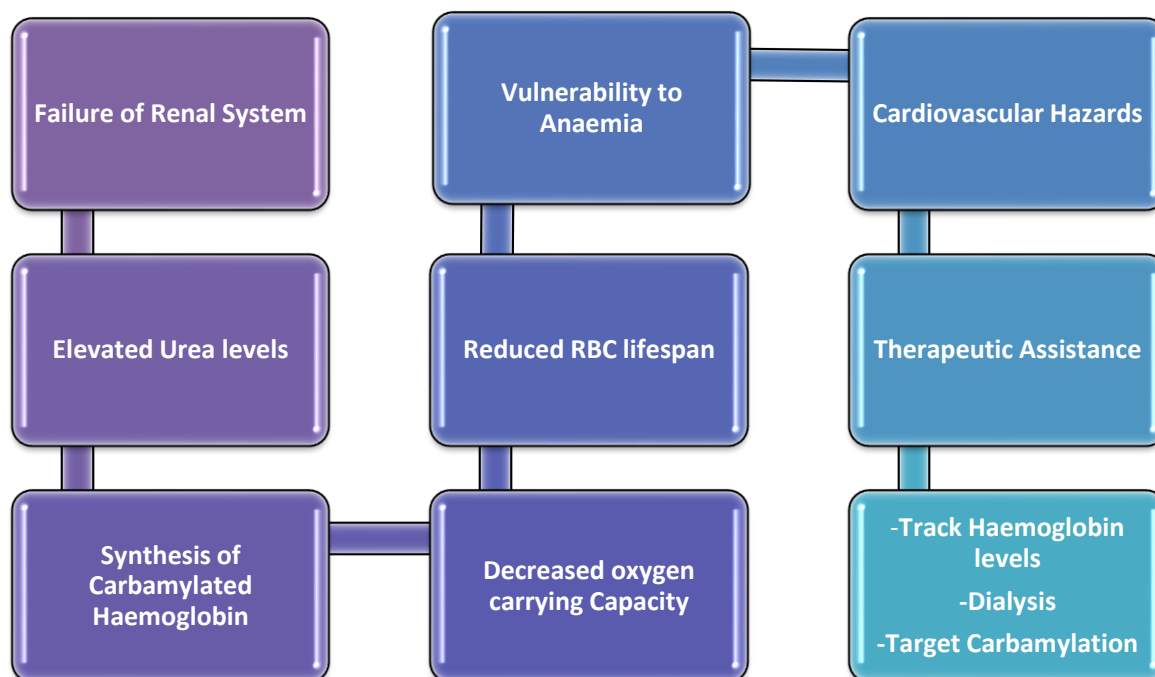 Failure of Renal System
Elevated Urea levels
Synthesis of
Carbamylated
Haemoglobin
Decreased oxygen
carrying Capacity
Reduced RBC lifespan
Vulnerability to
Anaemia
Cardiovascular Hazards
Therapeutic Assistance
-Track Haemoglobin
levels
-Dialysis
-Target Carbamylation